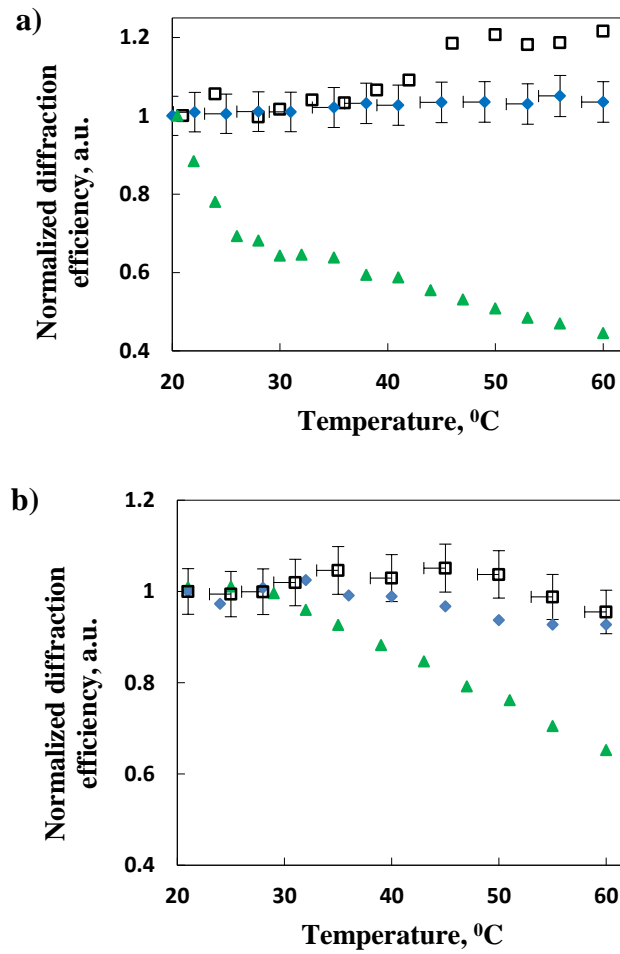 a)
1.2
1
0.8
0.6
0.4
20
30
40
50
60
Normalized diffraction
efficiency, a.u.
Temperature, ⁰C
b)
1.2
1
0.8
0.6
0.4
20
30
40
50
60
Normalized diffraction
efficiency, a.u.
Temperature, ⁰C